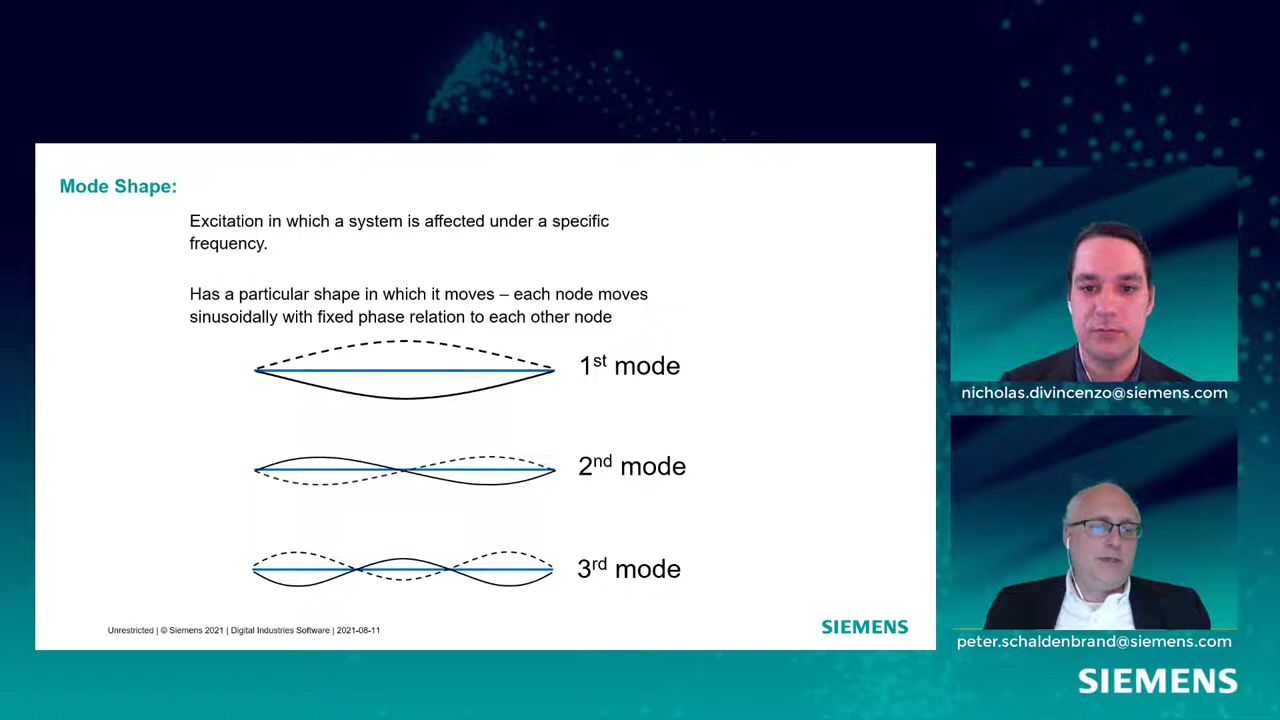 Mode Shape:
Excitation in which a system is affected under a specific
frequency.
Has a particular shape in which it moves – each node moves
sinusoidally with fixed phase relation to each other node
1st mode
2nd mode
3rd mode
Unrestricted | © Siemens 2021 | Digital Industries Software | 2021-08-11
SIEMENS
nicholas.divincenzo@siemens.com
peter.schaldenbrand@siemens.com
SIEMENS